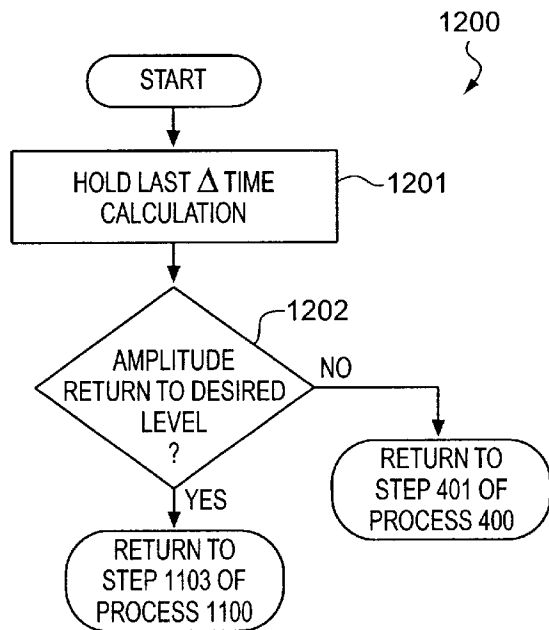 1200
START
HOLD LAST Δ TIME
CALCULATION
1201
1202
AMPLITUDE
RETURN TO DESIRED
LEVEL
?
NO
YES
RETURN TO
STEP 401 OF
PROCESS 400
RETURN TO
STEP 1103 OF
PROCESS 1100